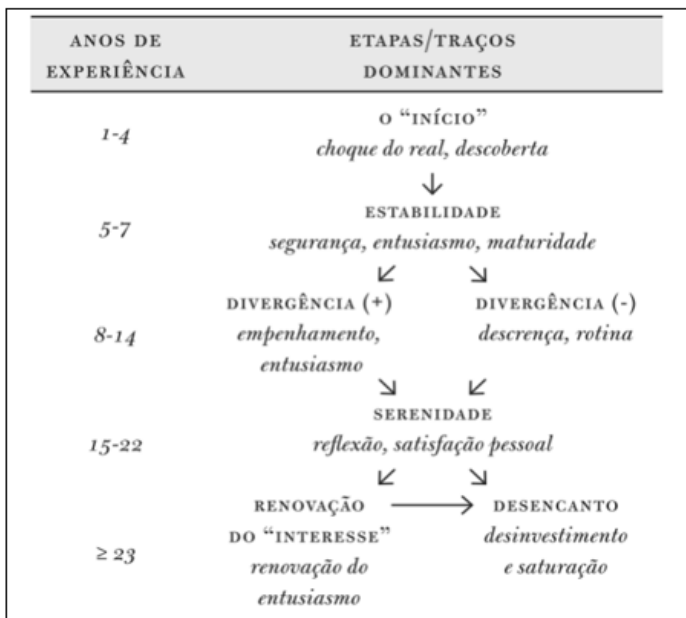 ANOS DE EXPERIÊNCIA
ETAPAS/TRAÇOS DOMINANTES
1-4
O “INÍCIO”
choque do real, descoberta
↓
5-7
ESTABILIDADE
segurança, entusiasmo, maturidade
↙ ↘
8-14
DIVERGÊNCIA (+)
empenhamento,
entusiasmo
DIVERGÊNCIA (-)
descrença, rotina
↘ ↙
15-22
SERENIDADE
reflexão, satisfação pessoal
↙ ↘
≥ 23
RENOVAÇÃO
DO “INTERESSE”
renovação do
entusiasmo
→
DESENCANTO
desinvestimento
e saturação